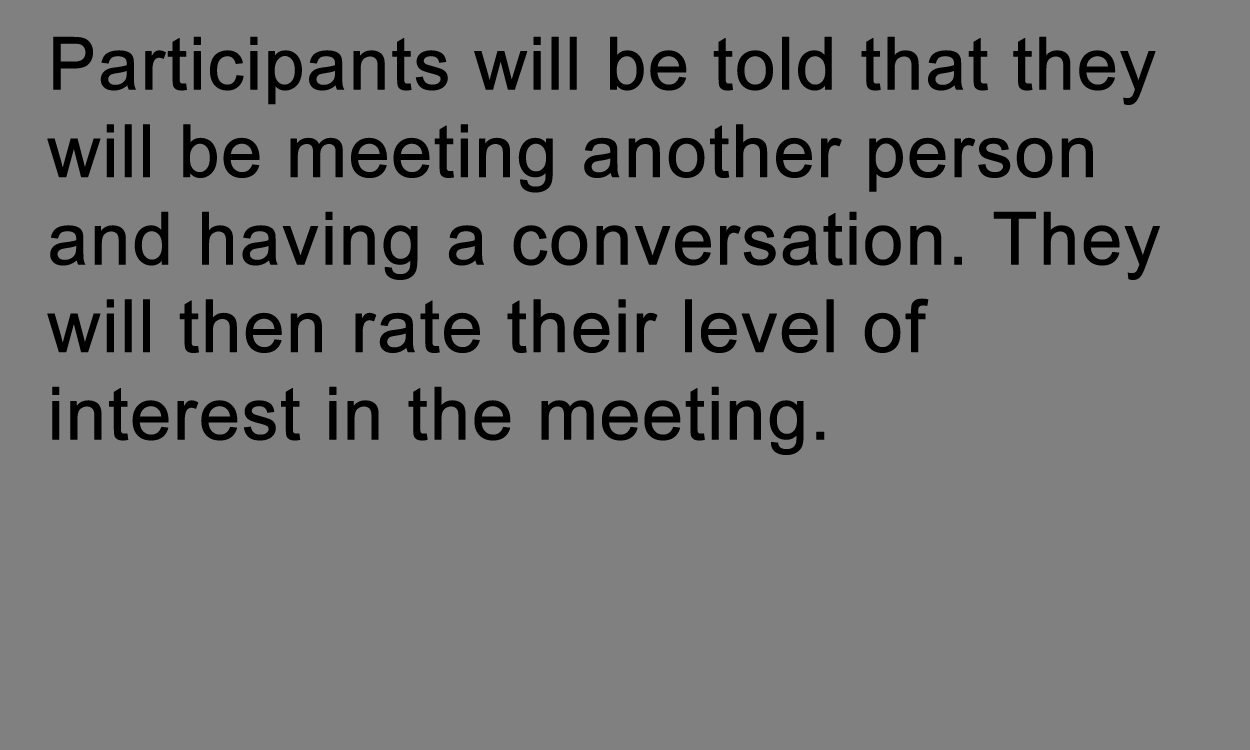 Participants will be told that they
will be meeting another person
and having a conversation. They
will then rate their level of
interest in the meeting.